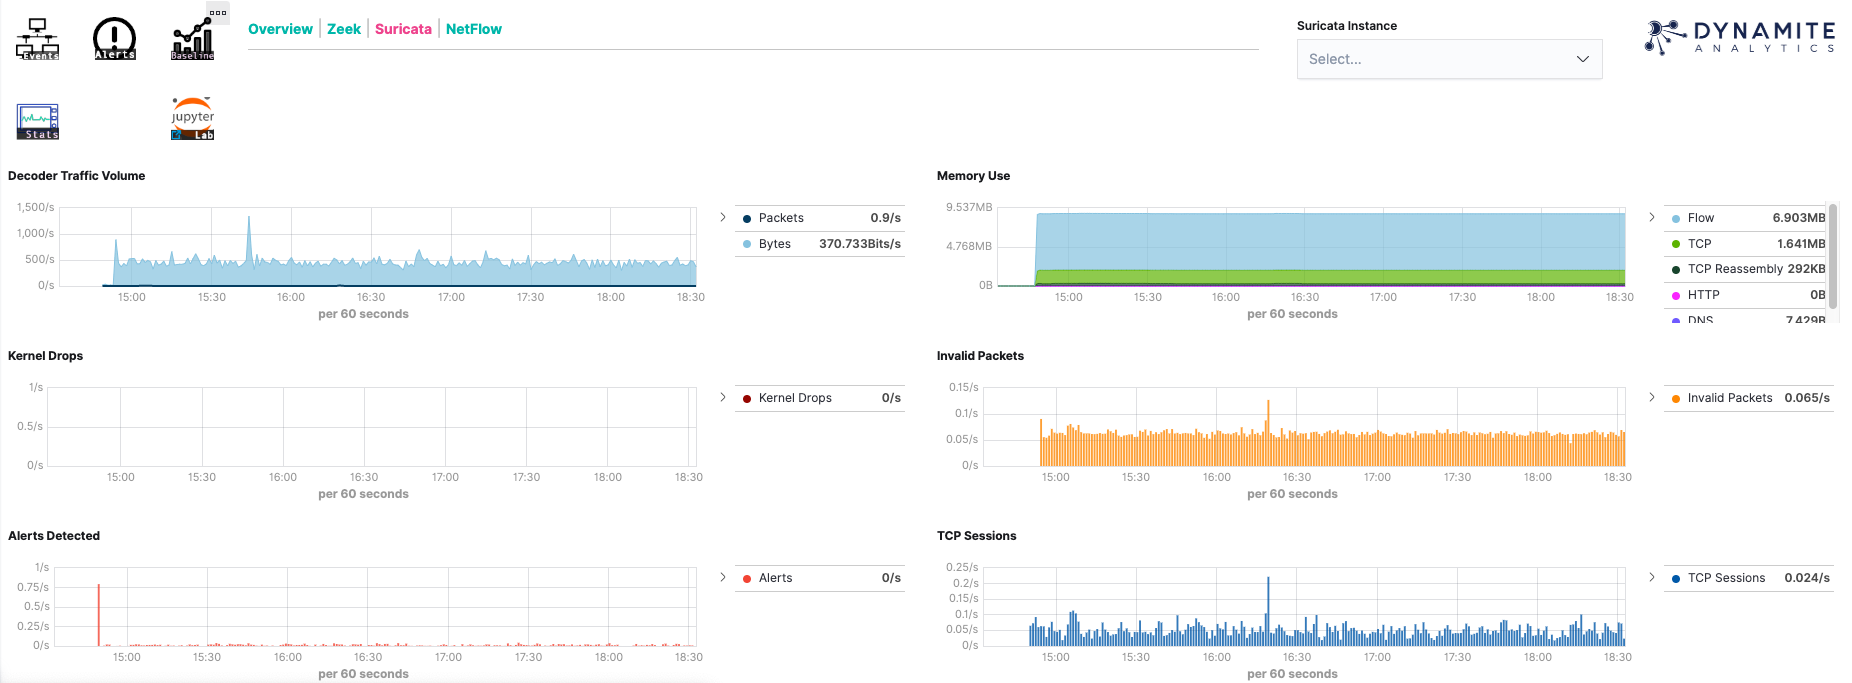 Overview Zeek Suricata NetFlow
Suricata Instance
Select...
DYNAMITE
ANALYTICS
Events
Alerts
Baseline
Stats
jupyter
Lab
Decoder Traffic Volume
1,500/s
1,000/s
500/s
0/s
15:00 15:30 16:00 16:30 17:00 17:30 18:00 18:30
per 60 seconds
Packets 0.9/s
Bytes 370.733Bits/s
Memory Use
9.537MB
4.768MB
0B
15:00 15:30 16:00 16:30 17:00 17:30 18:00 18:30
per 60 seconds
Flow 6.903MB
TCP 1.641MB
TCP Reassembly 292KB
HTTP 0B
DNS 7.429B
Kernel Drops
1/s
0.5/s
0/s
15:00 15:30 16:00 16:30 17:00 17:30 18:00 18:30
per 60 seconds
Kernel Drops 0/s
Invalid Packets
0.15/s
0.1/s
0.05/s
0/s
15:00 15:30 16:00 16:30 17:00 17:30 18:00 18:30
per 60 seconds
Invalid Packets 0.065/s
Alerts Detected
1/s
0.75/s
0.5/s
0.25/s
0/s
15:00 15:30 16:00 16:30 17:00 17:30 18:00 18:30
per 60 seconds
Alerts 0/s
TCP Sessions
0.25/s
0.2/s
0.15/s
0.1/s
0.05/s
0/s
15:00 15:30 16:00 16:30 17:00 17:30 18:00 18:30
per 60 seconds
TCP Sessions 0.024/s